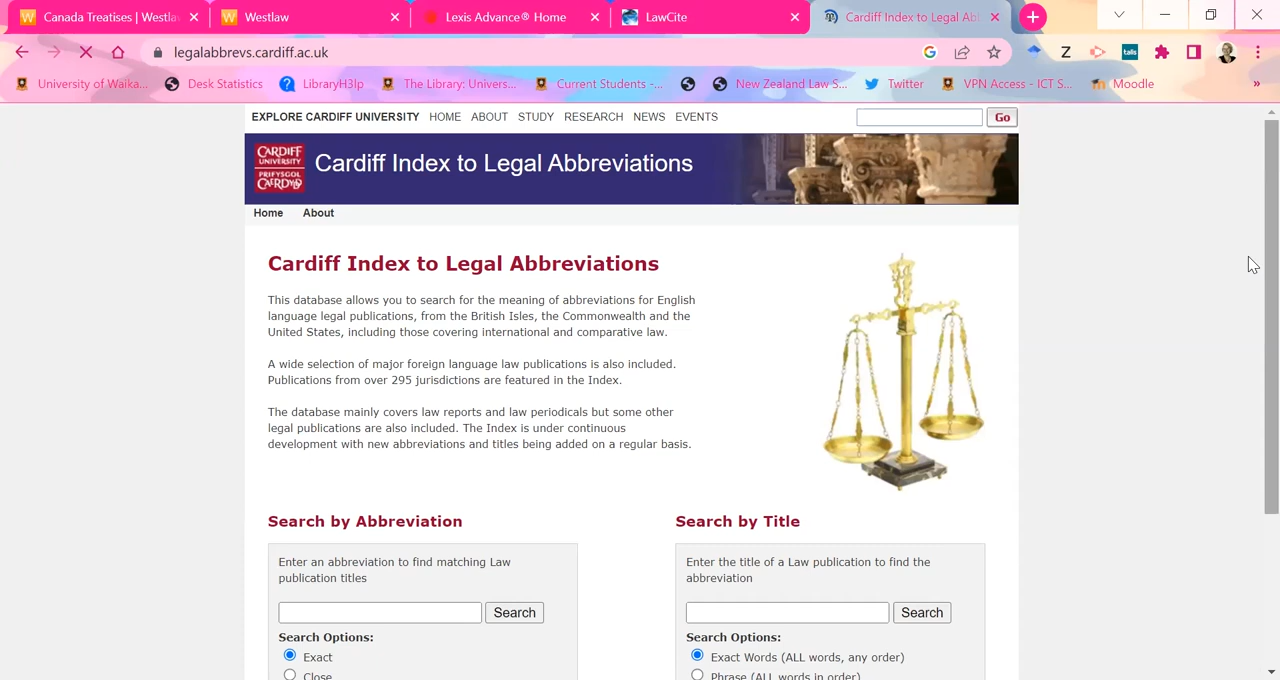 Canada Treatises | Westla
Westlaw
Lexis Advance® Home
LawCite
Cardiff Index to Legal Ab
legalabbrevs.cardiff.ac.uk
University of Waika...
Desk Statistics
LibraryH3lp
The Library: Univers...
Current Students -...
New Zealand Law S...
Twitter
VPN Access - ICT S...
Moodle
»
EXPLORE CARDIFF UNIVERSITY HOME ABOUT STUDY RESEARCH NEWS EVENTS
Go
CARDIFF
UNIVERSITY
PRIFYSGOL
CAERDYDD
Cardiff Index to Legal Abbreviations
Home About
Cardiff Index to Legal Abbreviations
This database allows you to search for the meaning of abbreviations for English
language legal publications, from the British Isles, the Commonwealth and the
United States, including those covering international and comparative law.
A wide selection of major foreign language law publications is also included.
Publications from over 295 jurisdictions are featured in the Index.
The database mainly covers law reports and law periodicals but some other
legal publications are also included. The Index is under continuous
development with new abbreviations and titles being added on a regular basis.
Search by Abbreviation
Enter an abbreviation to find matching Law
publication titles
Search
Search Options:
Exact
Close
Search by Title
Enter the title of a Law publication to find the
abbreviation
Search
Search Options:
Exact Words (ALL words, any order)
Phrase (ALL words in order)